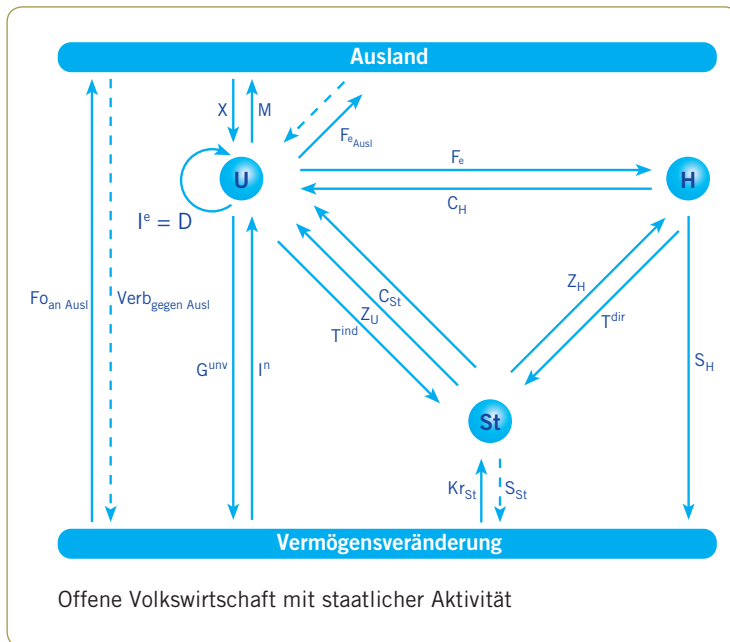 Ausland
X
M
F_e_Ausl
F_e
U
H
C_H
I^e = D
Fo_an Ausl
Verb_gegen Ausl
C_St
Z_U
T^ind
Z_H
T^dir
G^unv
I^n
S_H
St
Kr_St
S_St
Vermögensveränderung
Offene Volkswirtschaft mit staatlicher Aktivität